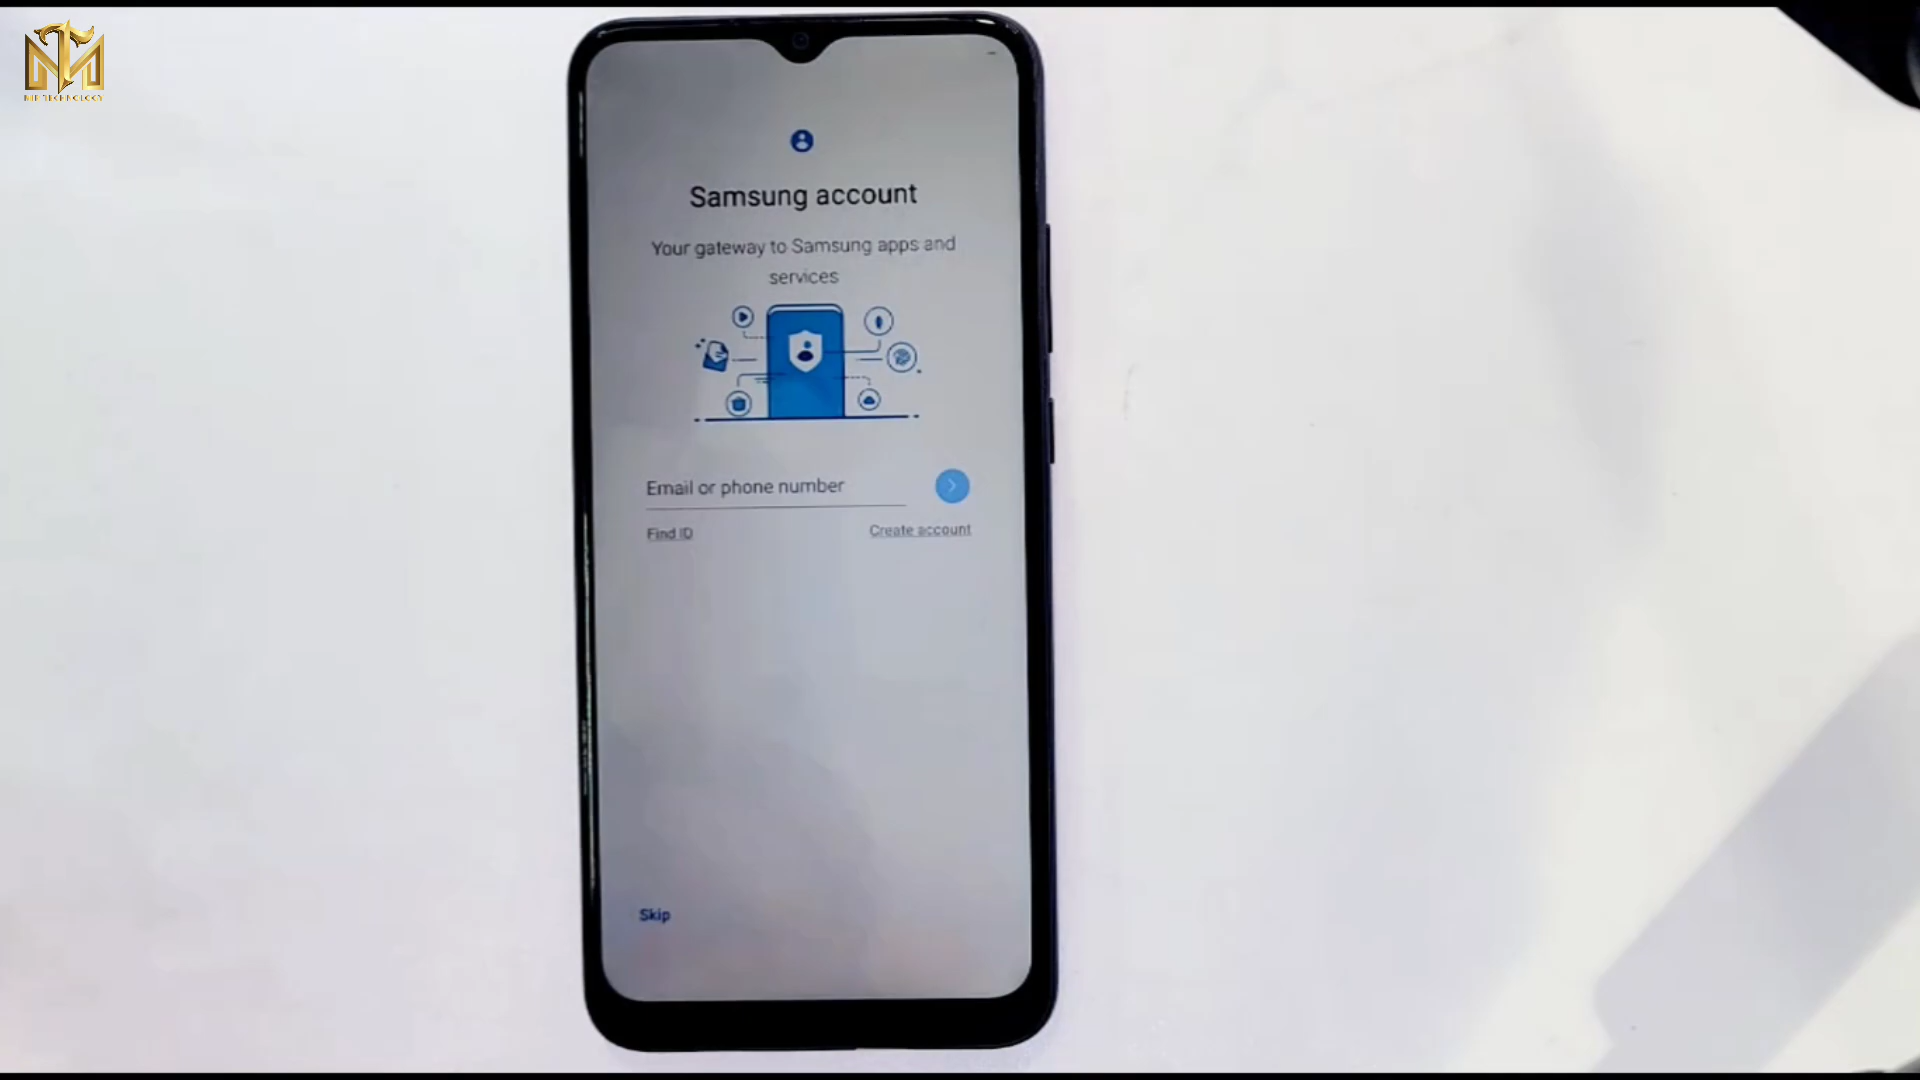 Samsung account
Your gateway to Samsung apps and
services
Email or phone number
Find ID
Create account
Skip